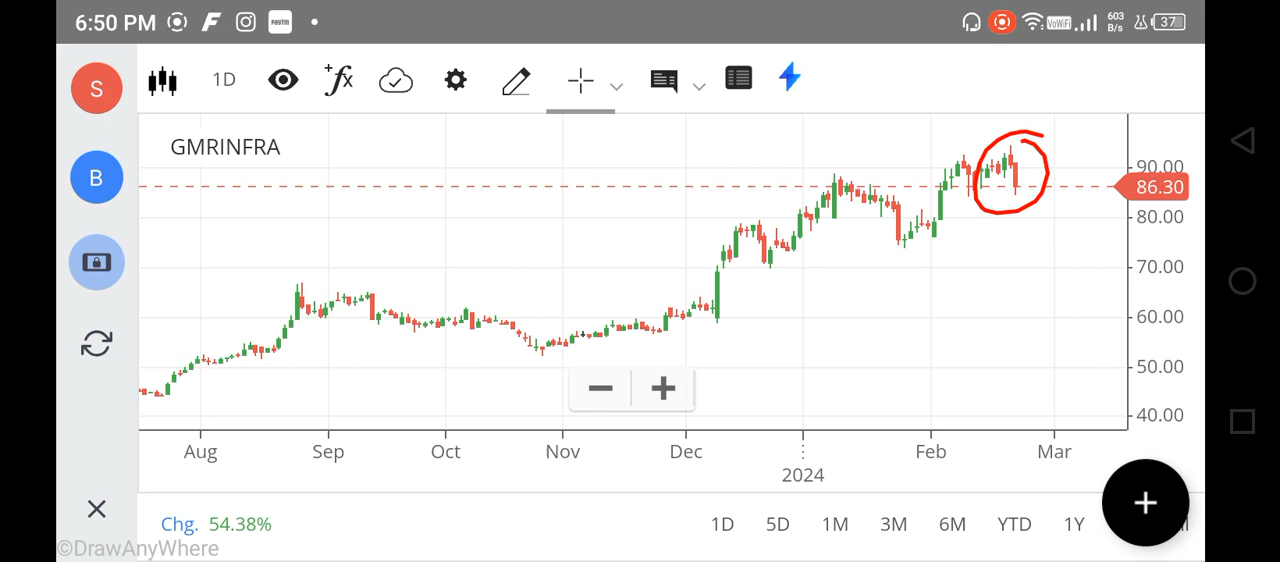 6:50 PM
603
VoWiFi
B/s
37
S
1D
fx
B
GMRINFRA
90.00
86.30
80.00
70.00
60.00
50.00
40.00
Aug Sep Oct Nov Dec Feb Mar
2024
Chg. 54.38%
1D 5D 1M 3M 6M YTD 1Y
©DrawAnyWhere